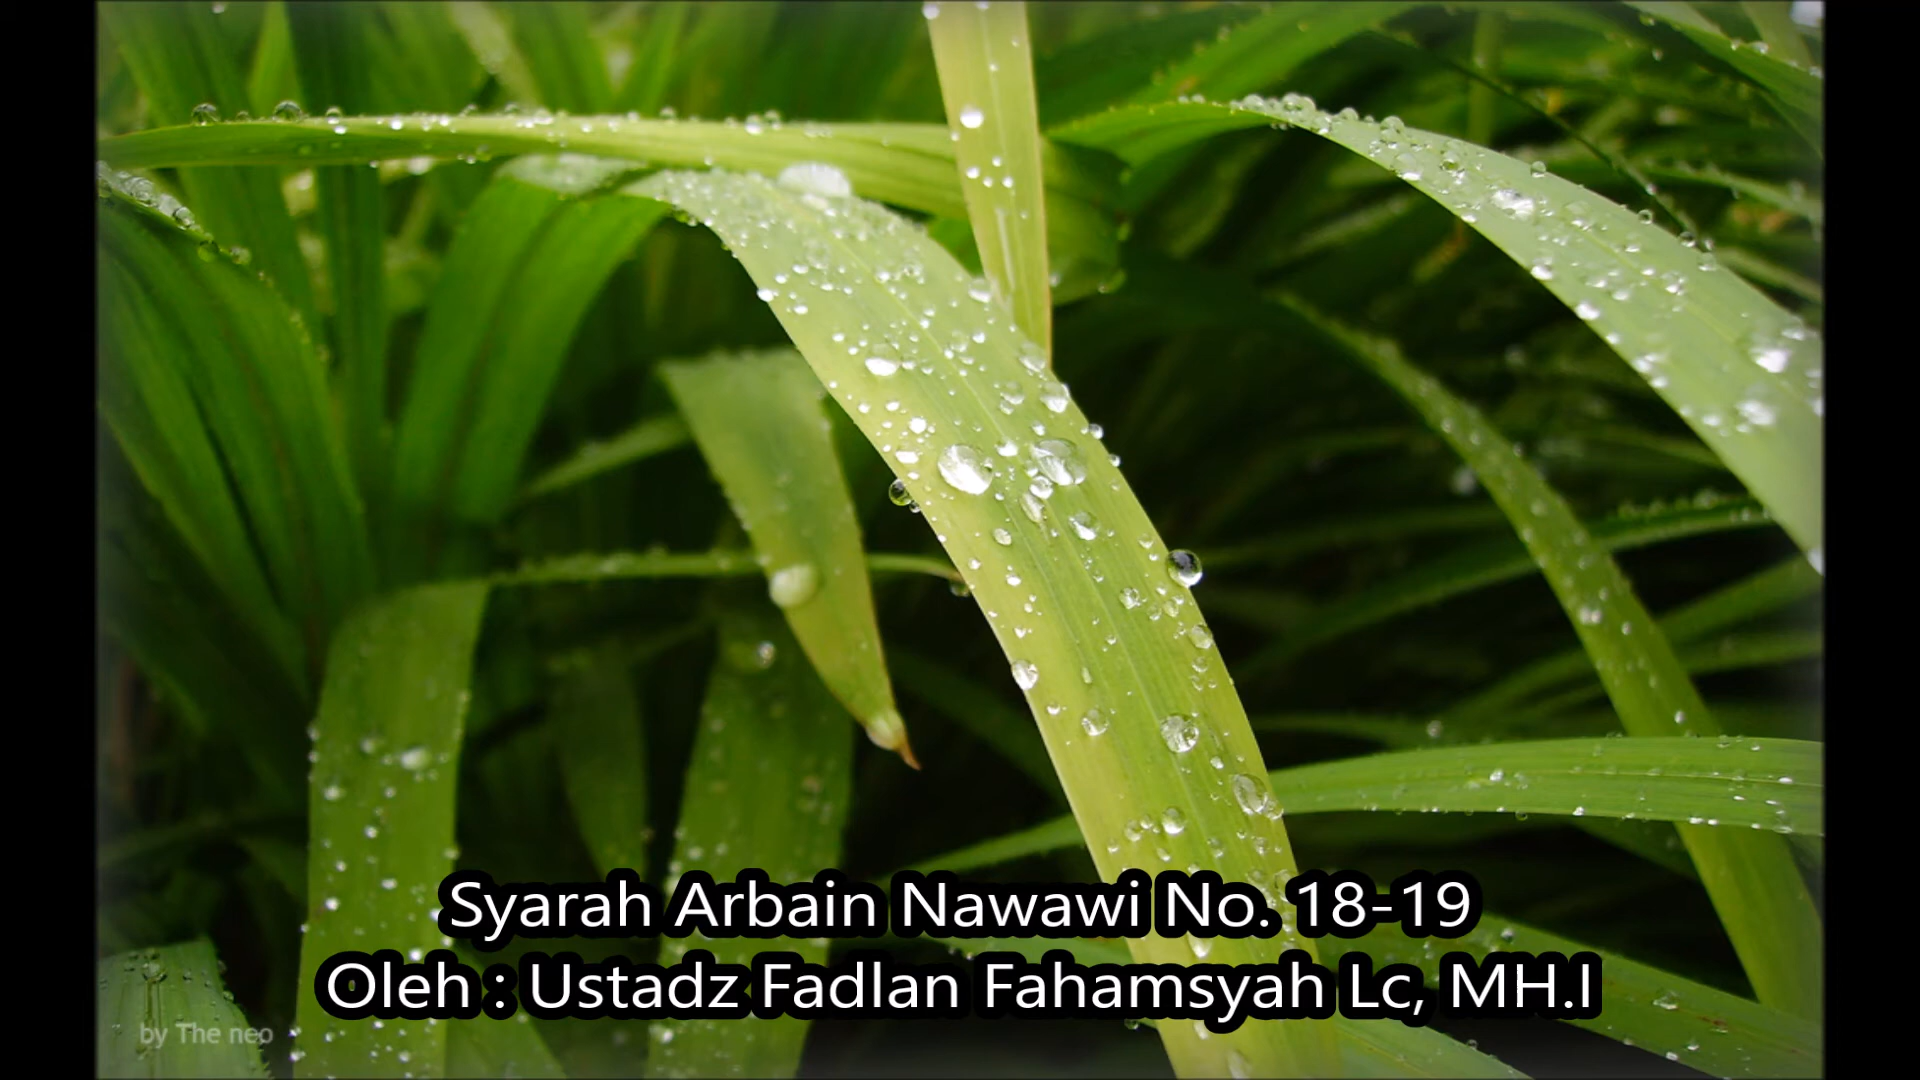 Syarah Arbain Nawawi No. 18-19
Oleh : Ustadz Fadlan Fahamsyah Lc, MH.I
by The neo